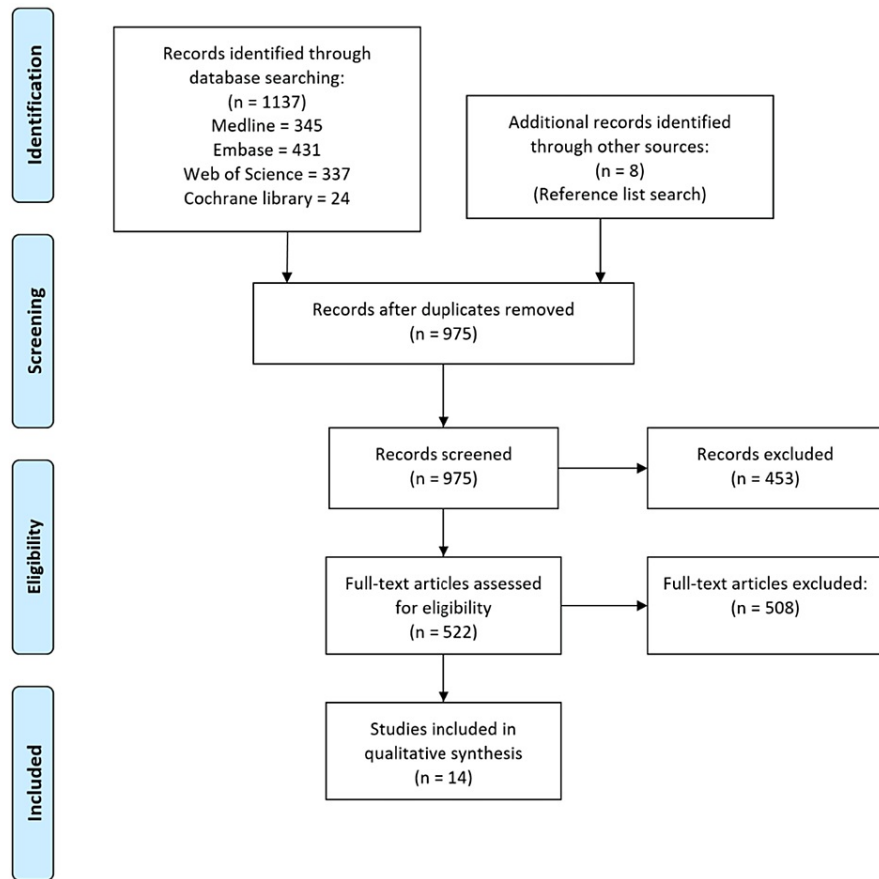 Identification
Records identified through
database searching:
(n = 1137)
Medline = 345
Embase = 431
Web of Science = 337
Cochrane library = 24
Additional records identified
through other sources:
(n = 8)
(Reference list search)
Screening
Records after duplicates removed
(n = 975)
Records screened
(n = 975)
Records excluded
(n = 453)
Eligibility
Full-text articles assessed
for eligibility
(n = 522)
Full-text articles excluded:
(n = 508)
Included
Studies included in
qualitative synthesis
(n = 14)